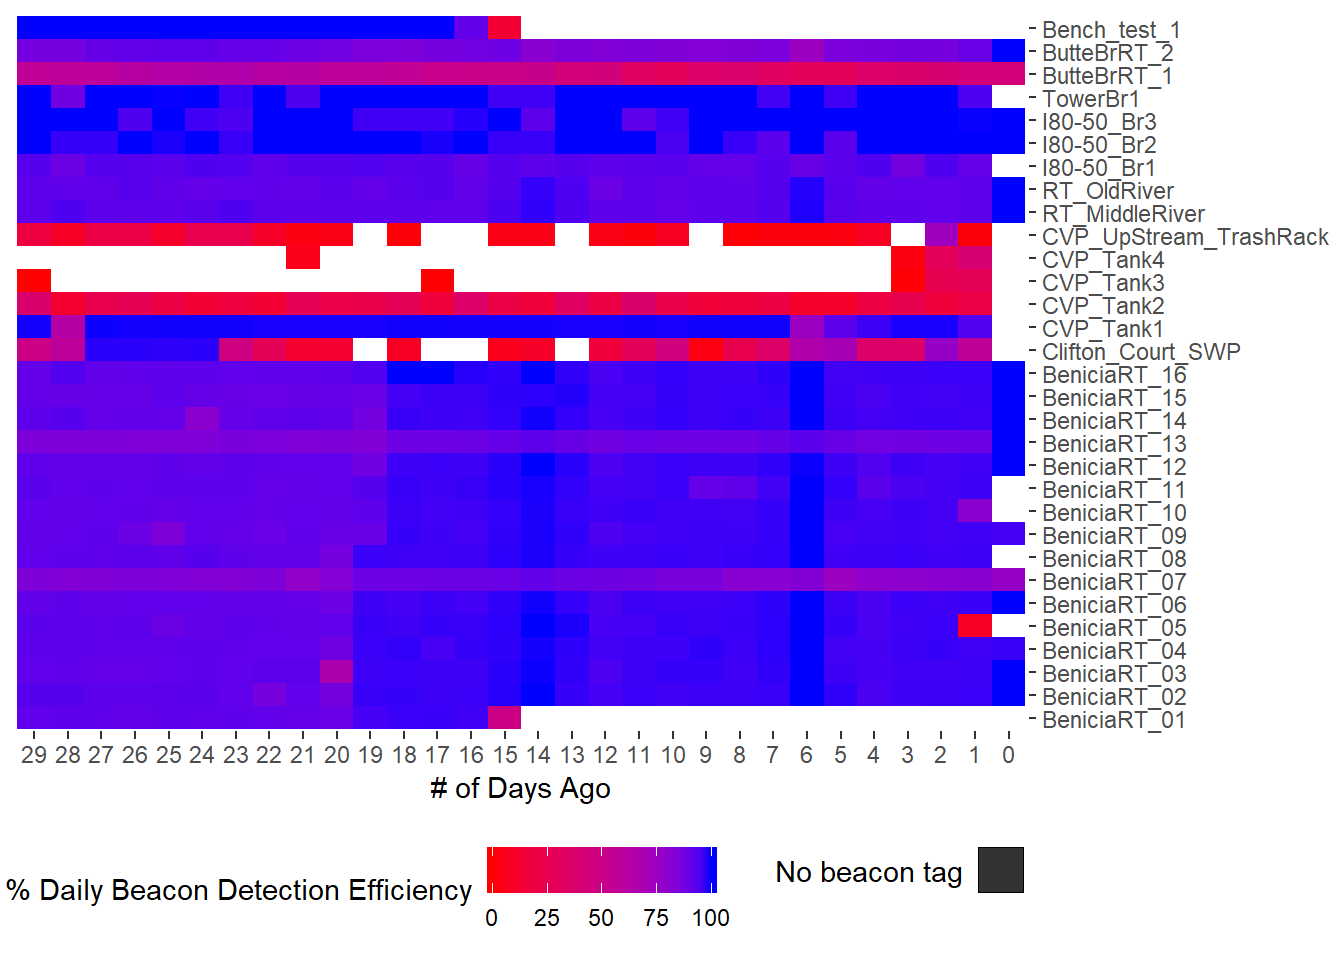 Bench_test_1
ButteBrRT_2
ButteBrRT_1
TowerBr1
I80-50_Br3
I80-50_Br2
I80-50_Br1
RT_OldRiver
RT_MiddleRiver
CVP_UpStream_TrashRack
CVP_Tank4
CVP_Tank3
CVP_Tank2
CVP_Tank1
Clifton_Court_SWP
BeniciaRT_16
BeniciaRT_15
BeniciaRT_14
BeniciaRT_13
BeniciaRT_12
BeniciaRT_11
BeniciaRT_10
BeniciaRT_09
BeniciaRT_08
BeniciaRT_07
BeniciaRT_06
BeniciaRT_05
BeniciaRT_04
BeniciaRT_03
BeniciaRT_02
BeniciaRT_01
29 28 27 26 25 24 23 22 21 20 19 18 17 16 15 14 13 12 11 10 9 8 7 6 5 4 3 2 1 0
# of Days Ago
% Daily Beacon Detection Efficiency
0 25 50 75 100
No beacon tag